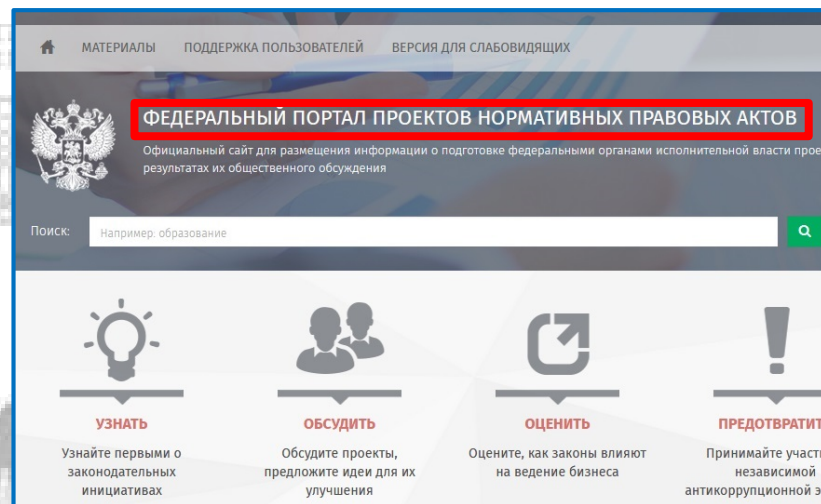 МАТЕРИАЛЫ ПОДДЕРЖКА ПОЛЬЗОВАТЕЛЕЙ ВЕРСИЯ ДЛЯ СЛАБОВИДЯЩИХ
ФЕДЕРАЛЬНЫЙ ПОРТАЛ ПРОЕКТОВ НОРМАТИВНЫХ ПРАВОВЫХ АКТОВ
Официальный сайт для размещения информации о подготовке федеральными органами исполнительной власти прое
результатах их общественного обсуждения
Поиск: Например: образование
УЗНАТЬ ОБСУДИТЬ ОЦЕНИТЬ ПРЕДОТВРАТИТ
Узнайте первыми о Обсудите проекты, Оцените, как законы влияют Принимайте участ
законодательных предложите идеи для их на ведение бизнеса независимой
инициативах улучшения антикоррупционной э